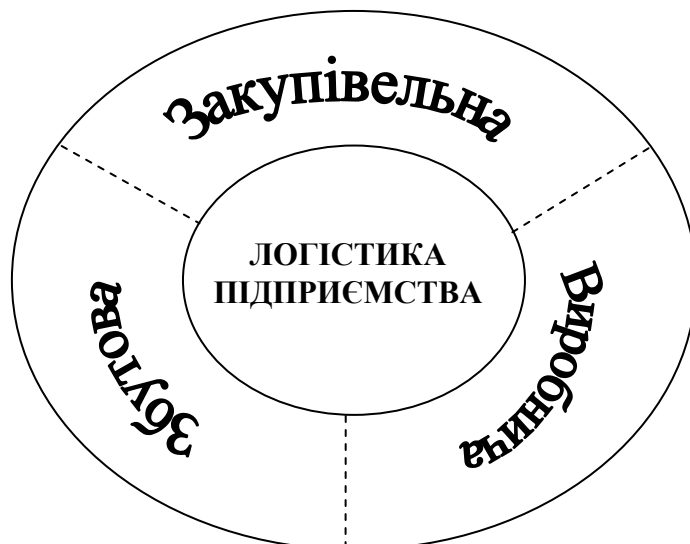 Закупівельна
ЛОГІСТИКА
ПІДПРИЄМСТВА
Збутова
Виробнича